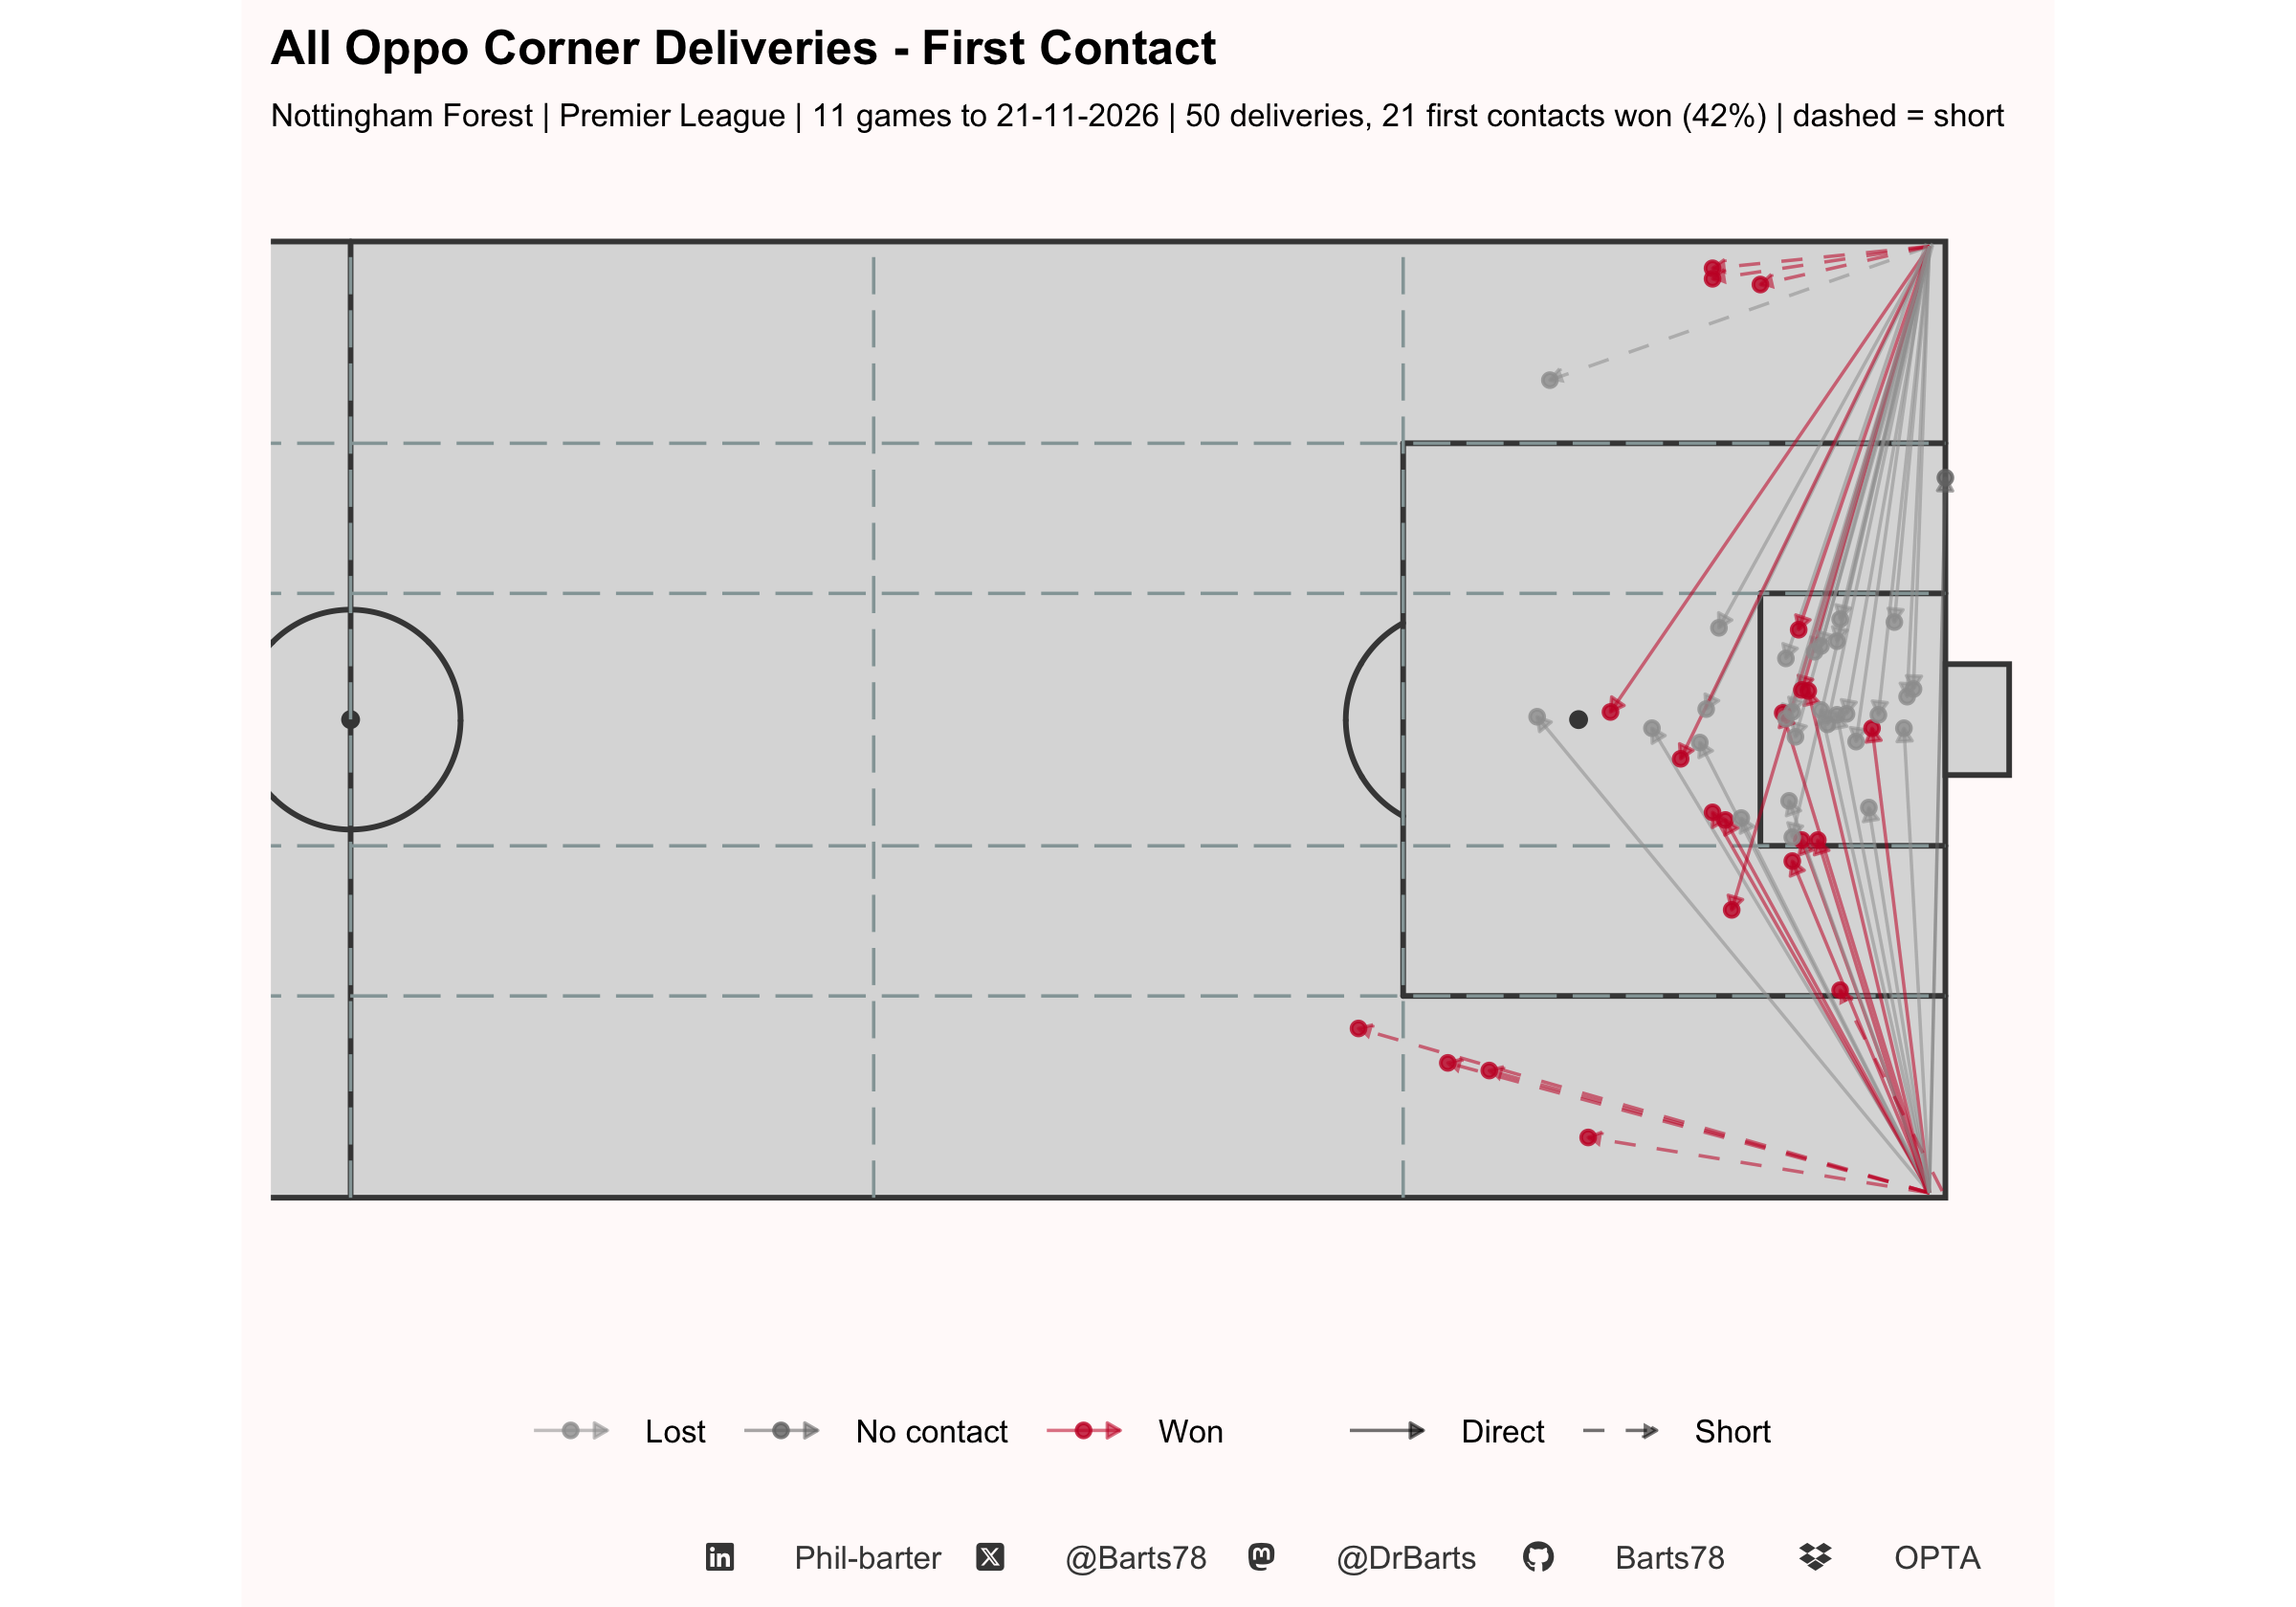 All Oppo Corner Deliveries - First Contact
Nottingham Forest | Premier League | 11 games to 21-11-2026 | 50 deliveries, 21 first contacts won (42%) | dashed = short
Lost No contact Won Direct Short
Phil-barter @Barts78 @DrBarts Barts78 OPTA